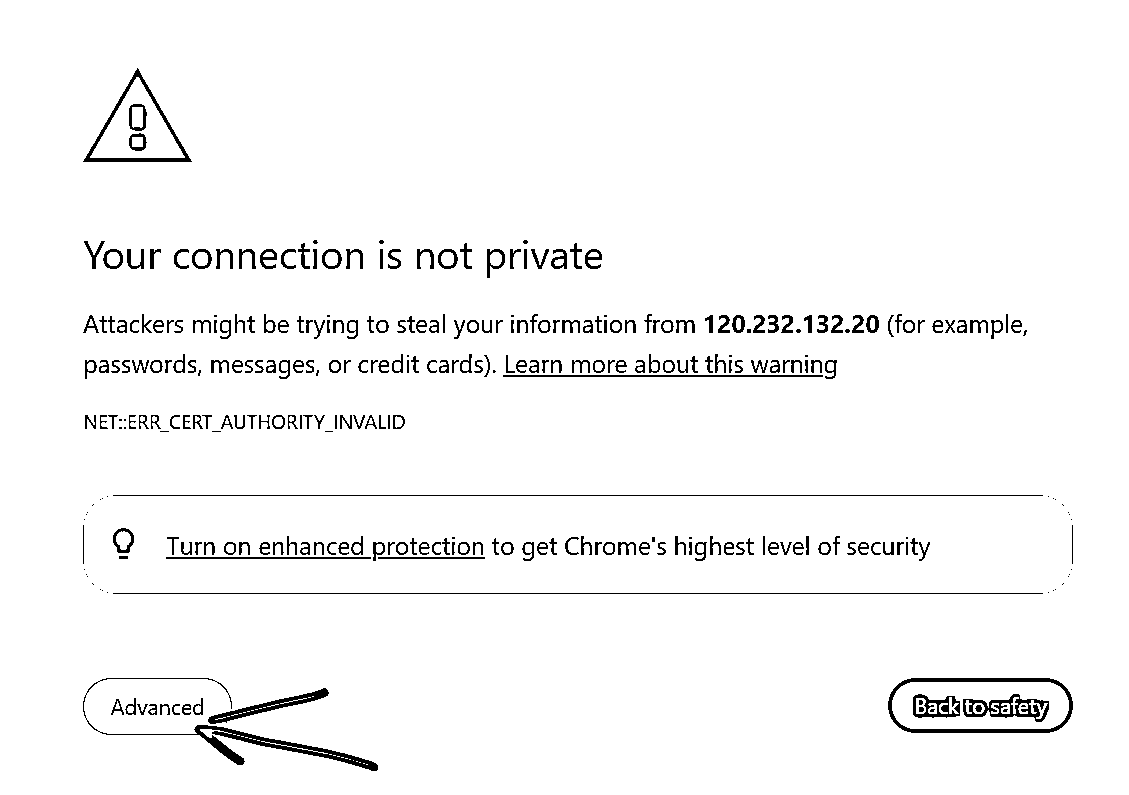 Your connection is not private
Attackers might be trying to steal your information from 120.232.132.20 (for example,
passwords, messages, or credit cards). Learn more about this warning
NET::ERR_CERT_AUTHORITY_INVALID
Turn on enhanced protection to get Chrome's highest level of security
Advanced
Back to safety